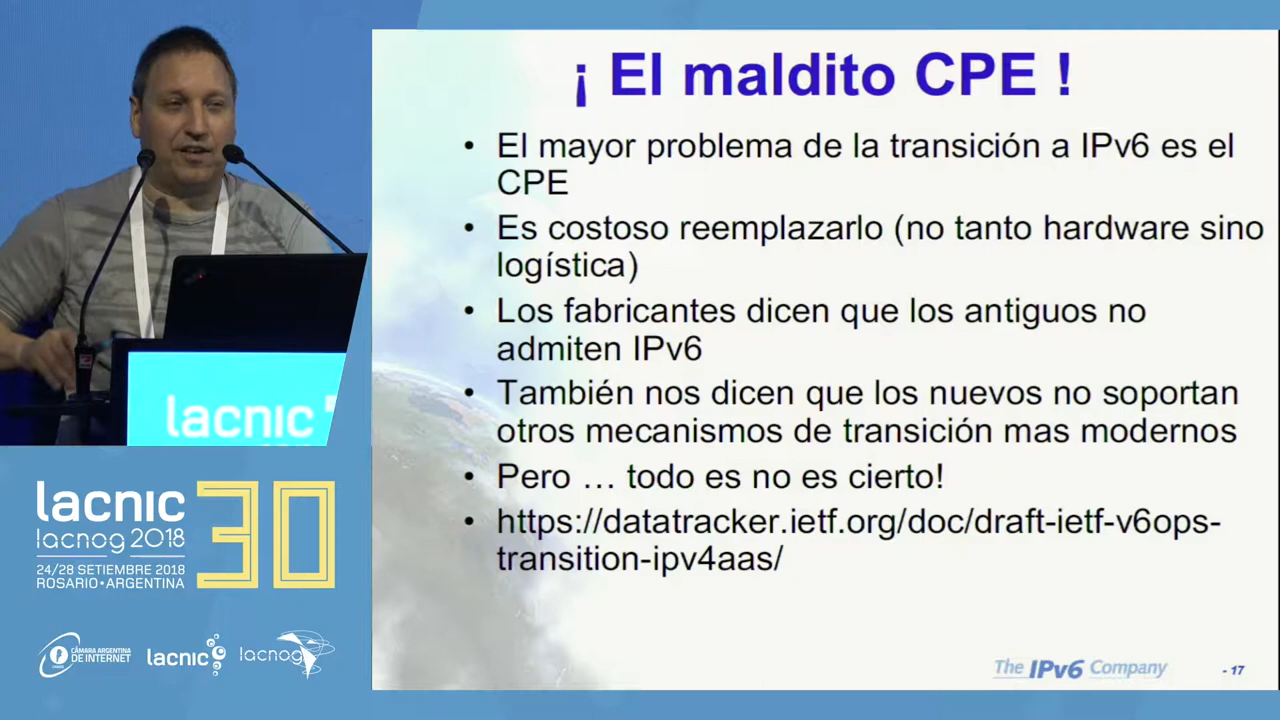 ¡ El maldito CPE !
• El mayor problema de la transición a IPv6 es el
CPE
• Es costoso reemplazarlo (no tanto hardware sino
logística)
• Los fabricantes dicen que los antiguos no
admiten IPv6
• También nos dicen que los nuevos no soportan
otros mecanismos de transición mas modernos
• Pero … todo es no es cierto!
• https://datatracker.ietf.org/doc/draft-ietf-v6ops-
transition-ipv4aas/
The IPv6 Company
- 17
lacnic
lacnic 30
lacnog 2018
24/28 SETIEMBRE 2018
ROSARIO • ARGENTINA
CÁMARA ARGENTINA
DE INTERNET
lacnic
lacnog